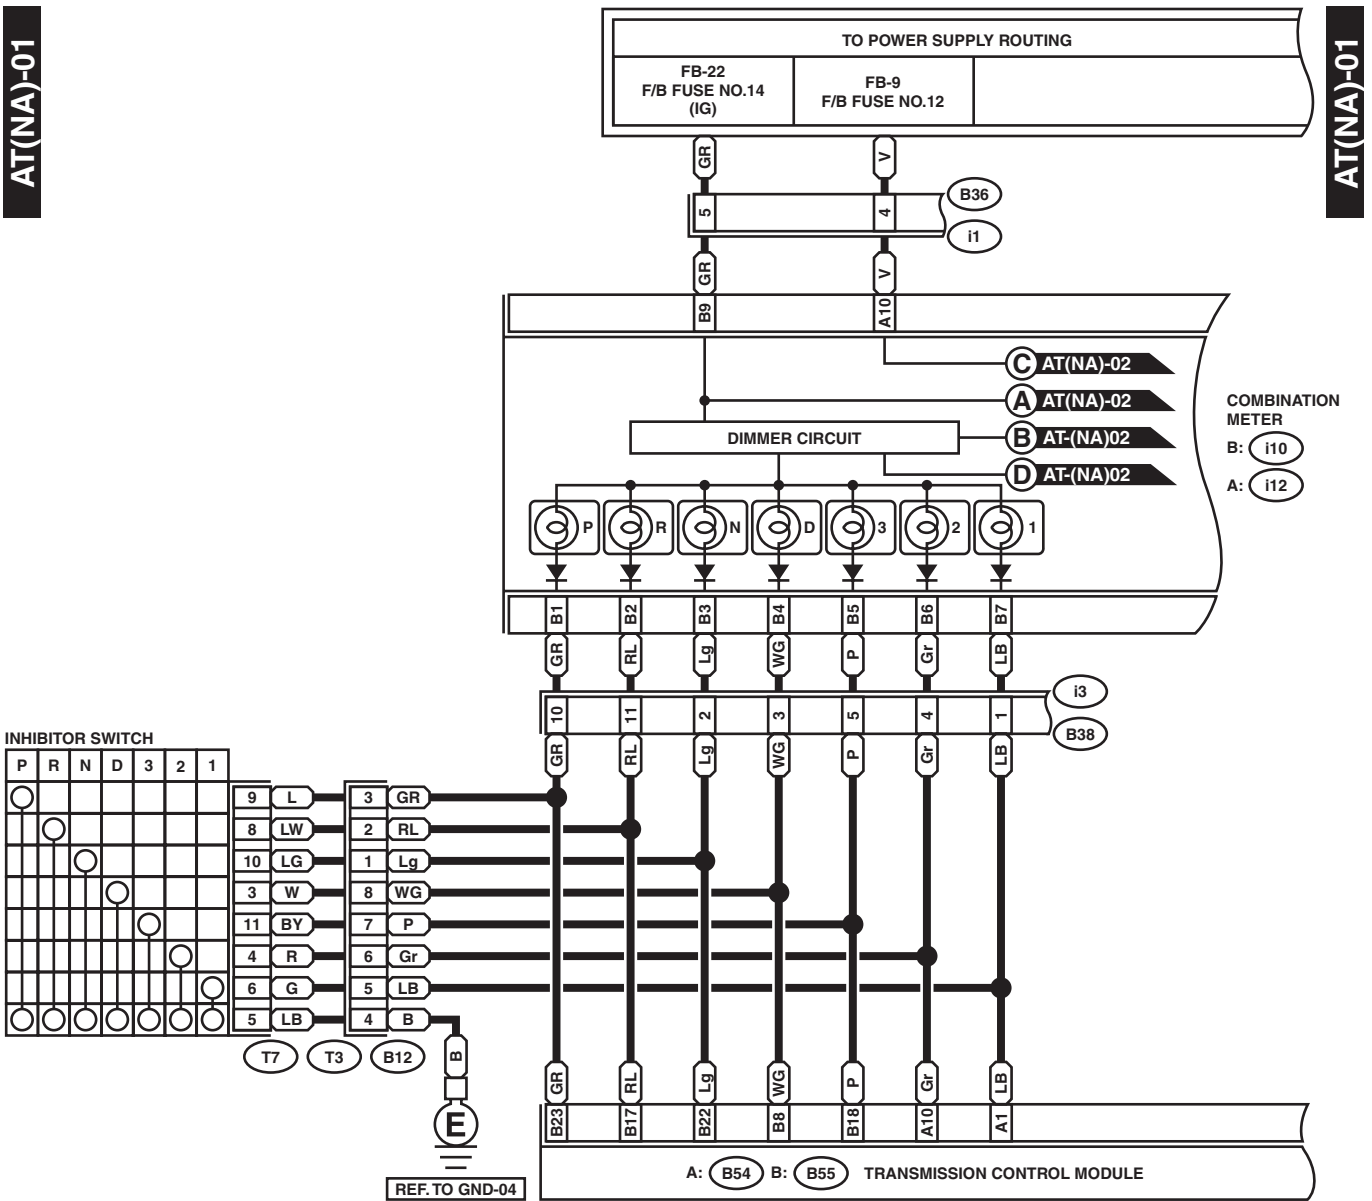 AT(NA)-01
AT(NA)-01
TO POWER SUPPLY ROUTING
FB-22
F/B FUSE NO.14
(IG)
FB-9
F/B FUSE NO.12
GR V
5 4
B36
i1
GR V
B9 A10
C AT(NA)-02
A AT(NA)-02
DIMMER CIRCUIT
B AT-(NA)02
D AT-(NA)02
COMBINATION
METER
B: i10
A: i12
P R N D 3 2 1
B1 B2 B3 B4 B5 B6 B7
GR RL Lg WG P Gr LB
i3
10 11 2 3 5 4 1
B38
GR RL Lg WG P Gr LB
INHIBITOR SWITCH
P R N D 3 2 1
9 L 3 GR
8 LW 2 RL
10 LG 1 Lg
3 W 8 WG
11 BY 7 P
4 R 6 Gr
6 G 5 LB
5 LB 4 B
T7 T3 B12
B
E
REF. TO GND-04
GR RL Lg WG P Gr LB
B23 B17 B22 B8 B18 A10 A1
A: B54 B: B55 TRANSMISSION CONTROL MODULE